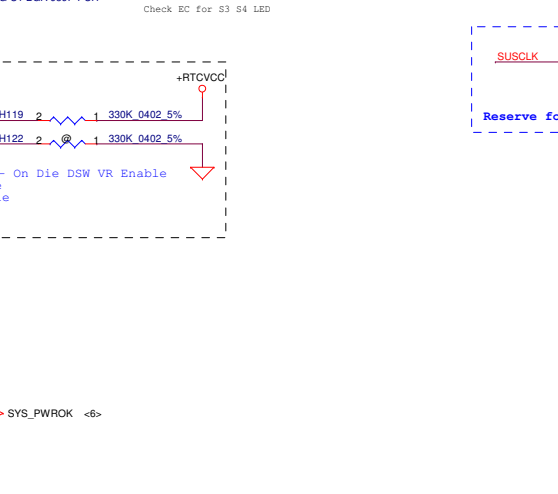 Check EC for S3 S4 LED
SUSCLK
+RTCVCC
H119 2 1 330K_0402_5%
Reserve fo
H122 2 @ 1 330K_0402_5%
- On Die DSW VR Enable
e
SYS_PWROK <6>